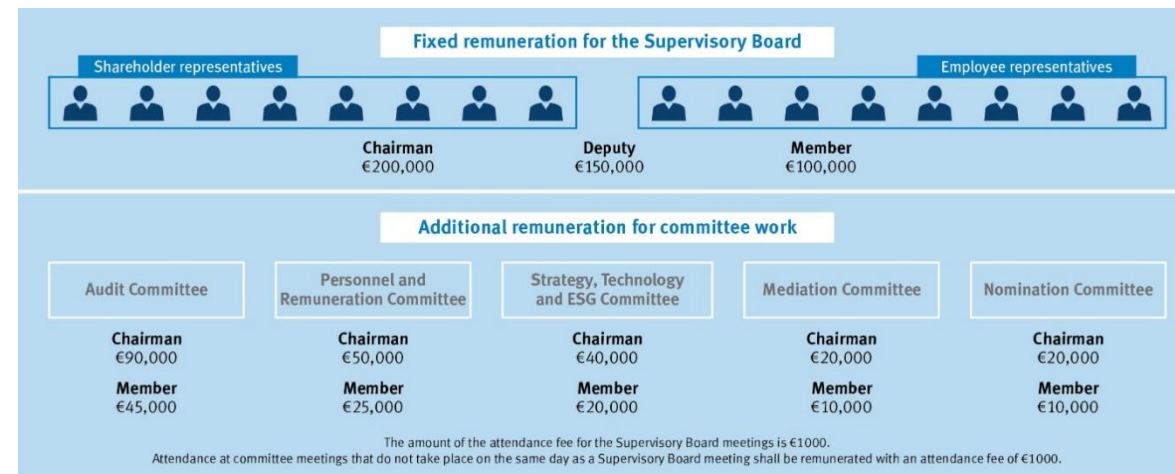 Fixed remuneration for the Supervisory Board
Shareholder representatives
Employee representatives
Chairman
€200,000
Deputy
€150,000
Member
€100,000
Additional remuneration for committee work
Audit Committee
Chairman
€90,000
Member
€45,000
Personnel and
Remuneration Committee
Chairman
€50,000
Member
€25,000
Strategy, Technology
and ESG Committee
Chairman
€40,000
Member
€20,000
Mediation Committee
Chairman
€20,000
Member
€10,000
Nomination Committee
Chairman
€20,000
Member
€10,000
The amount of the attendance fee for the Supervisory Board meetings is €1000.
Attendance at committee meetings that do not take place on the same day as a Supervisory Board meeting shall be remunerated with an attendance fee of €1000.